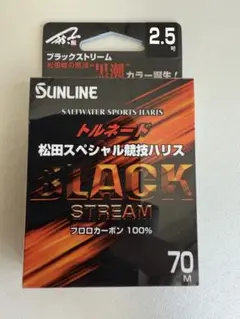 2.5号
ブラックストリーム
黒潮カラー誕生!
SUNLINE
SALTWATER SPORTS HARIS
トルネード
松田スペシャル競技ハリス
BLACK
STREAM
フロロカーボン 100%
70M